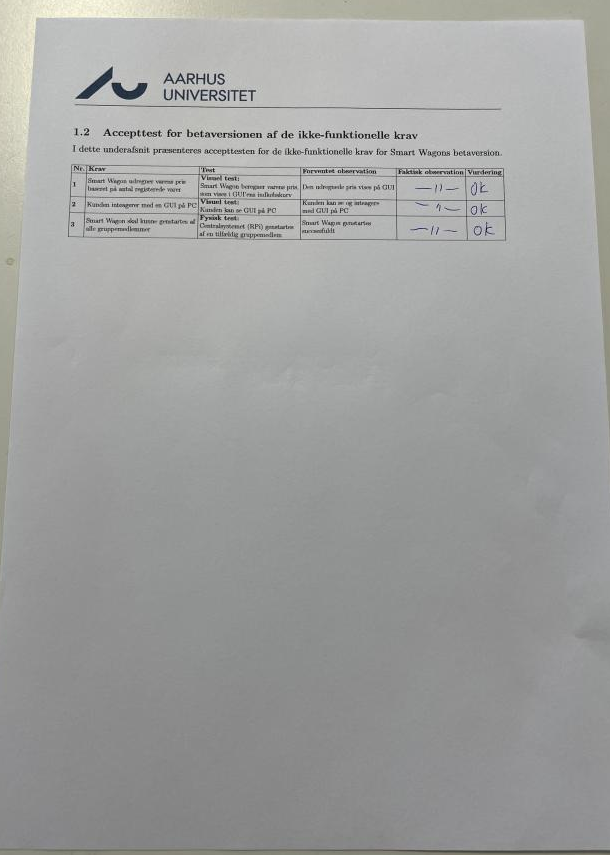 AARHUS
UNIVERSITET
1.2 Accepttest for betaversionen af de ikke-funktionelle krav
I dette underafsnit præsenteres accepttesten for de ikke-funktionelle krav for Smart Wagons betaversion.
Nr. Krav Test Forventet observation Faktisk observation Vurdering
1 Smart Wagon udregner varens pris baseret på antal registerede varer
Visuel test:
Smart Wagon beregner varens pris,
som vises i GUI'ens indkøbskurv
Den udregnede pris vises på GUI
—11— OK
2 Kunden interagerer med en GUI på PC
Visuel test:
Kunden kan se GUI på PC
Kunden kan se og interagere
med GUI på PC
—11— OK
3 Smart Wagon skal kunne genstartes af
alle gruppemedlemmer
Fysisk test:
Centralsystemet (RPi) genstartes
af en tilfældig gruppemedlem
Smart Wagon genstartes
successfuldt
—11— OK